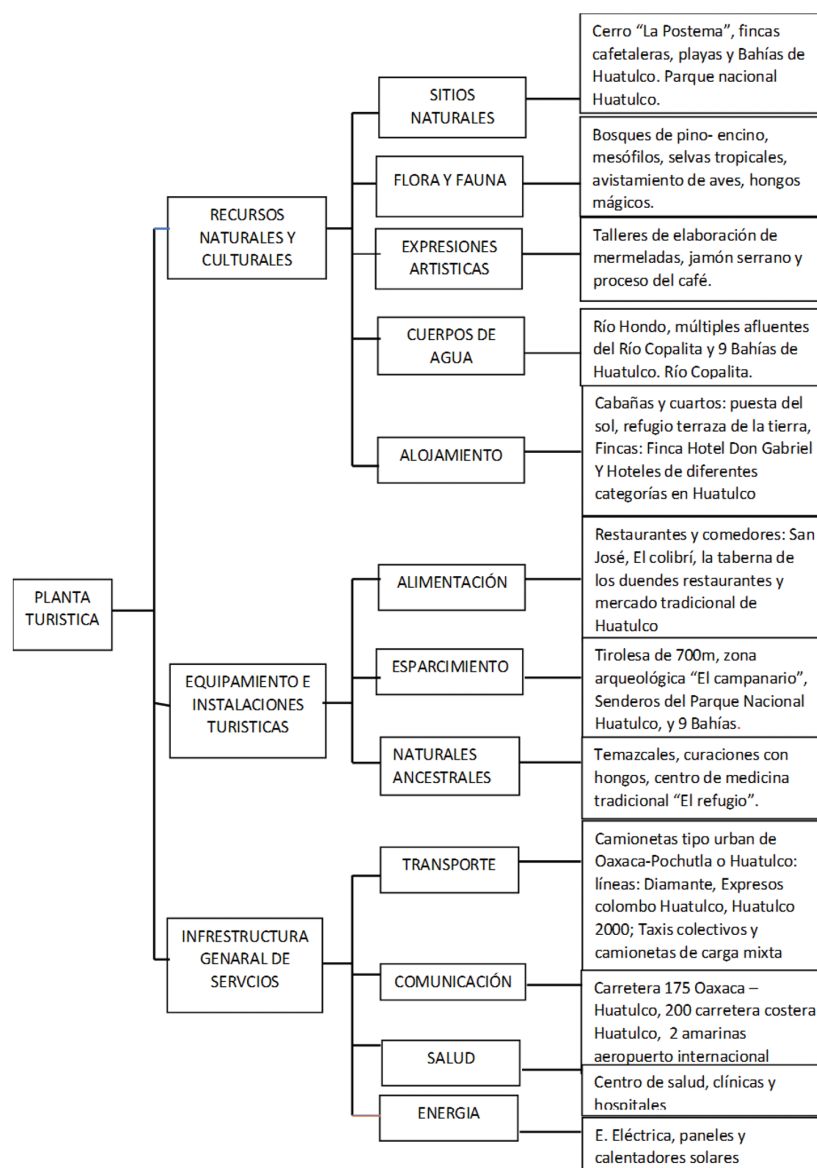 PLANTA
TURISTICA
RECURSOS
NATURALES Y
CULTURALES
SITIOS
NATURALES
Cerro “La Postema”, fincas
cafetaleras, playas y Bahías de
Huatulco. Parque nacional
Huatulco.
FLORA Y FAUNA
Bosques de pino- encino,
mesófilos, selvas tropicales,
avistamiento de aves, hongos
mágicos.
EXPRESIONES
ARTISTICAS
Talleres de elaboración de
mermeladas, jamón serrano y
proceso del café.
CUERPOS DE
AGUA
Río Hondo, múltiples afluentes
del Río Copalita y 9 Bahías de
Huatulco. Río Copalita.
ALOJAMIENTO
Cabañas y cuartos: puesta del
sol, refugio terraza de la tierra,
Fincas: Finca Hotel Don Gabriel
Y Hoteles de diferentes
categorías en Huatulco
EQUIPAMIENTO E
INSTALACIONES
TURISTICAS
ALIMENTACIÓN
Restaurantes y comedores: San
José, El colibrí, la taberna de
los duendes restaurantes y
mercado tradicional de
Huatulco
ESPARCIMIENTO
Tirolesa de 700m, zona
arqueológica “El campanario”,
Senderos del Parque Nacional
Huatulco, y 9 Bahías.
NATURALES
ANCESTRALES
Temazcales, curaciones con
hongos, centro de medicina
tradicional “El refugio”.
INFRESTRUCTURA
GENARAL DE
SERVCIOS
TRANSPORTE
Camionetas tipo urban de
Oaxaca-Pochutla o Huatulco:
líneas: Diamante, Expresos
colombo Huatulco, Huatulco
2000; Taxis colectivos y
camionetas de carga mixta
COMUNICACIÓN
Carretera 175 Oaxaca –
Huatulco, 200 carretera costera
Huatulco, 2 amarinas
aeropuerto internacional
SALUD
Centro de salud, clínicas y
hospitales
ENERGIA
E. Eléctrica, paneles y
calentadores solares